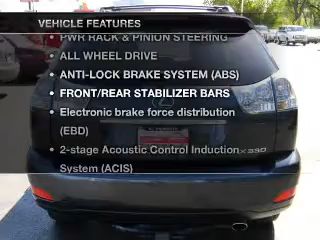 VEHICLE FEATURES
• PWR RACK & PINION STEERING
• ALL WHEEL DRIVE
• ANTI-LOCK BRAKE SYSTEM (ABS)
• FRONT/REAR STABILIZER BARS
• Electronic brake force distribution
(EBD)
• 2-stage Acoustic Control Induction
System (ACIS)
330